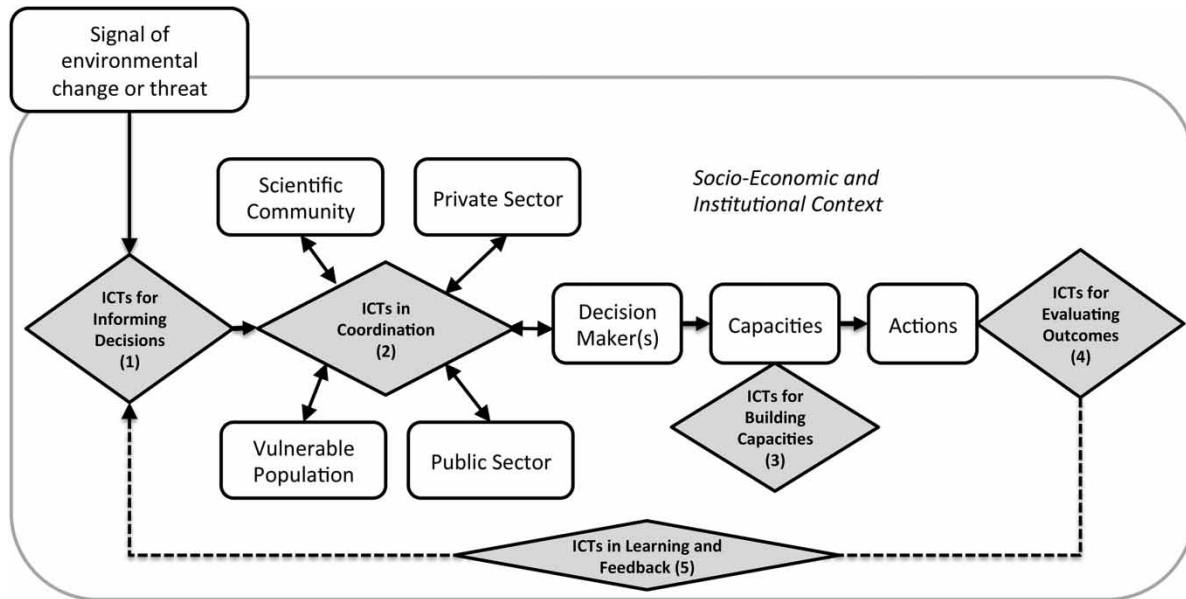 Signal of
environmental
change or threat
Scientific
Community
Private Sector
Socio-Economic and
Institutional Context
ICTs for
Informing
Decisions
(1)
ICTs in
Coordination
(2)
Decision
Maker(s)
Capacities
Actions
ICTs for
Evaluating
Outcomes
(4)
ICTs for
Building
Capacities
(3)
Vulnerable
Population
Public Sector
ICTs in Learning and
Feedback (5)